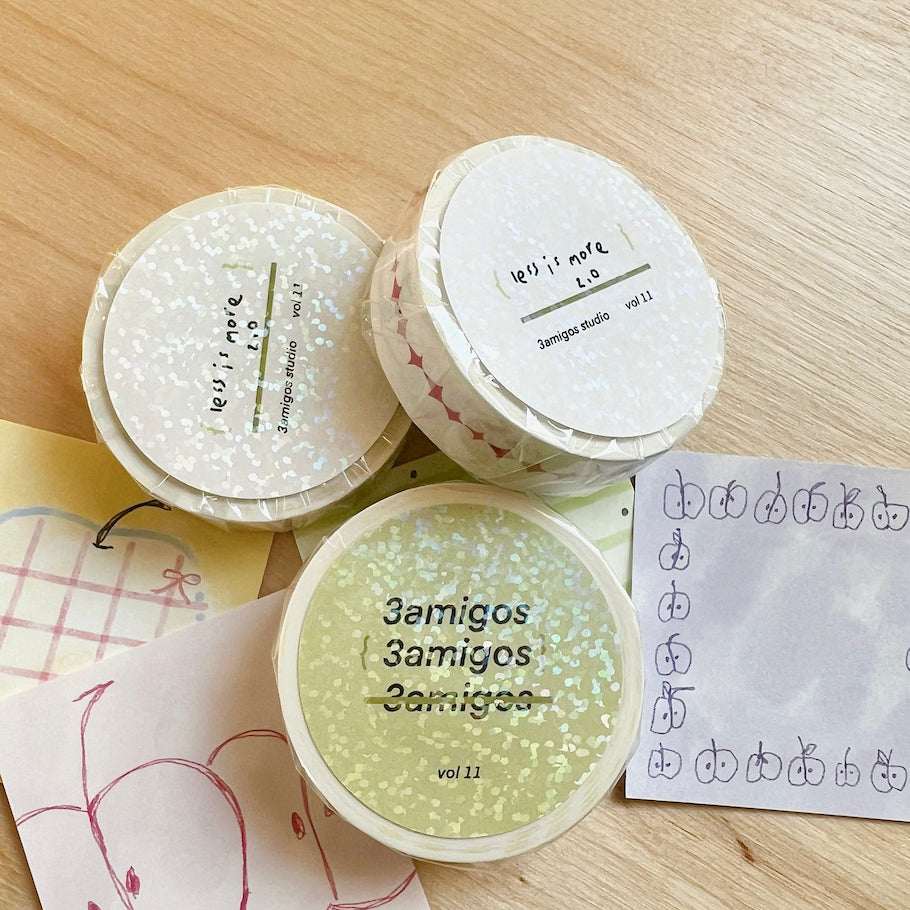 { less is more }
2.0
3amigos studio vol 11
{ less is more }
2.0
3amigos studio vol 11
3amigos
{ 3amigos }
3amigos
vol 11